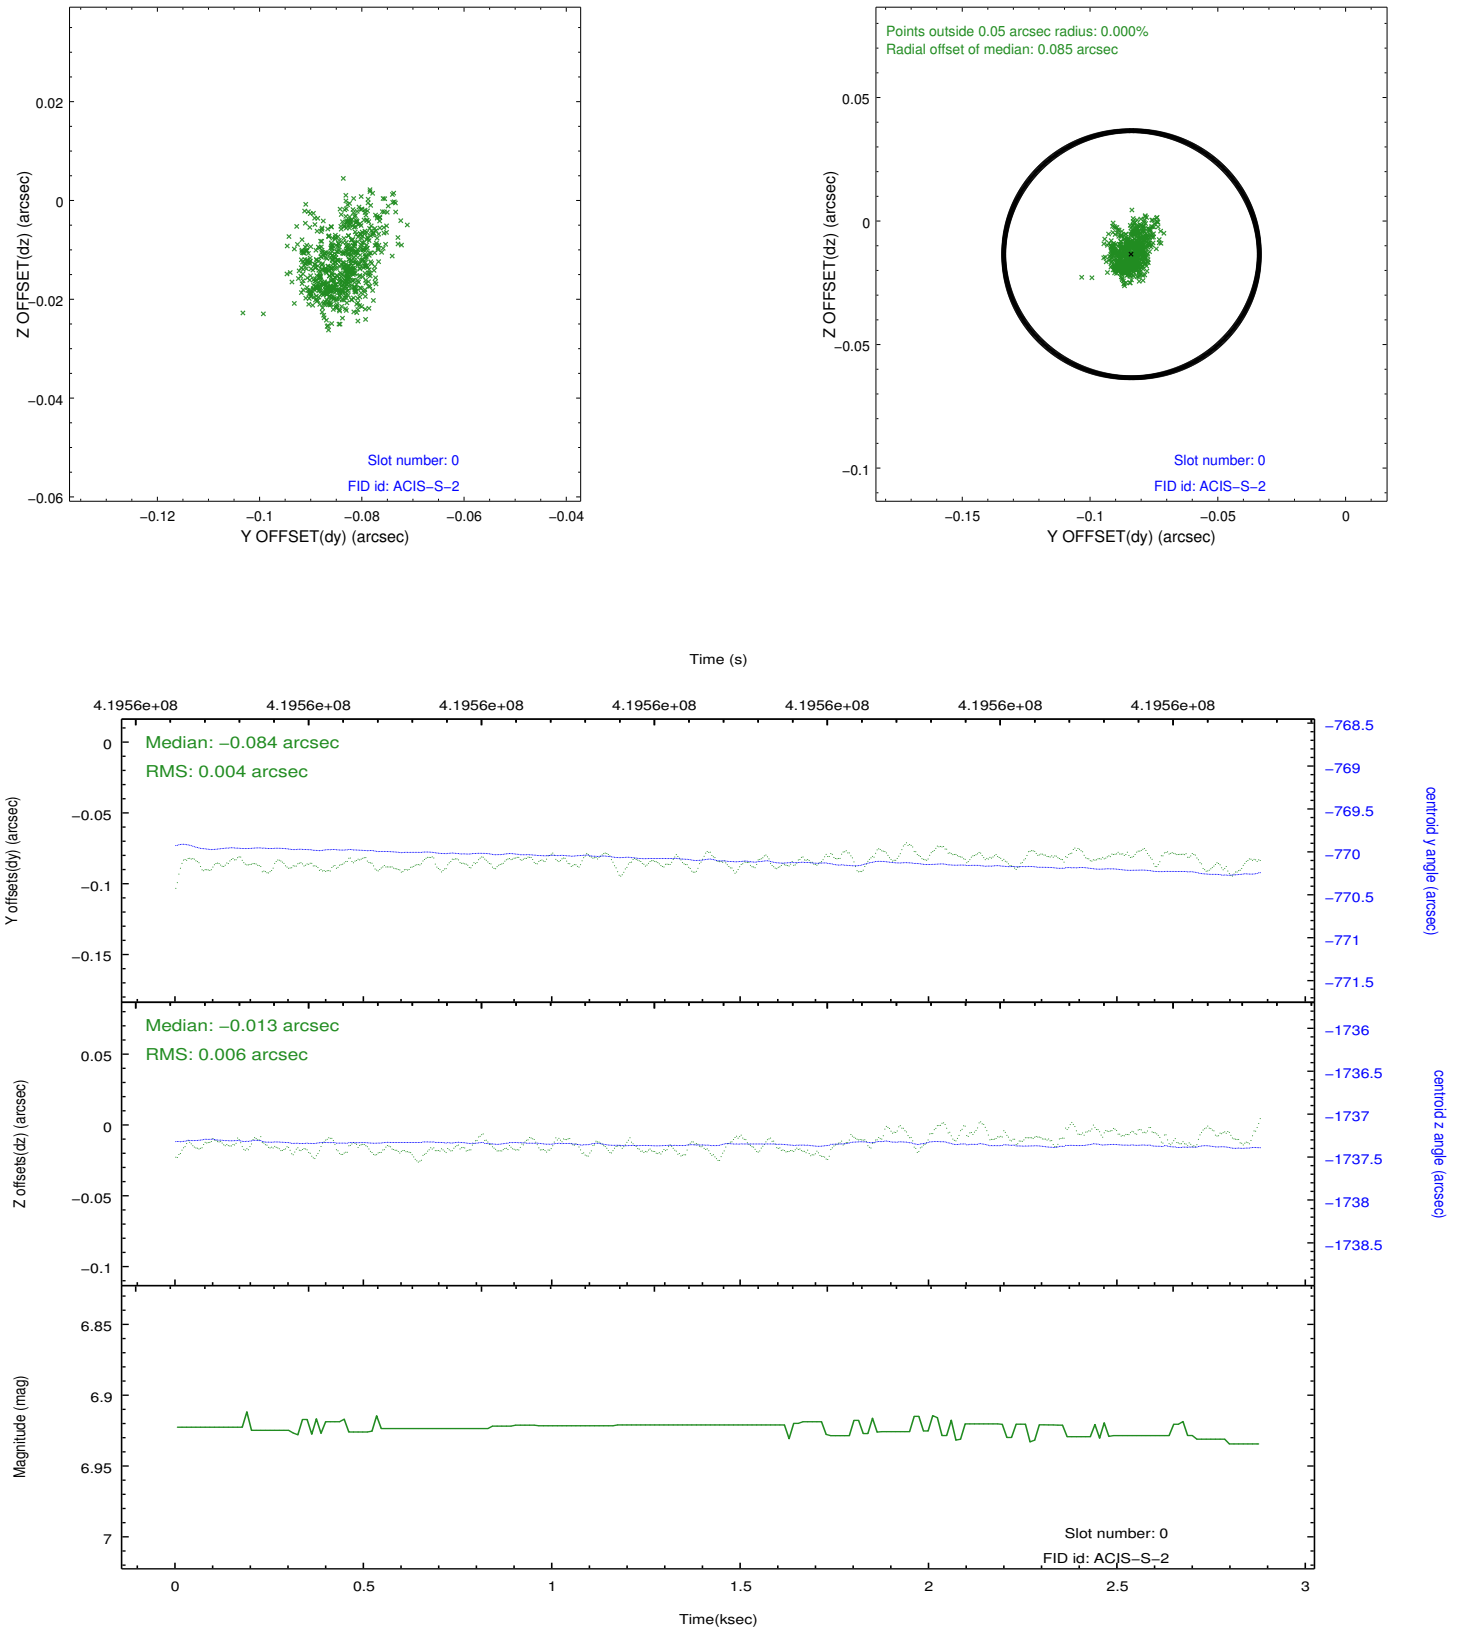 0.02
0
−0.02
−0.04
−0.06
Z OFFSET(dz) (arcsec)
Slot number: 0
FID id: ACIS−S−2
−0.12
−0.1
−0.08
−0.06
−0.04
Y OFFSET(dy) (arcsec)
Points outside 0.05 arcsec radius: 0.000%
Radial offset of median: 0.085 arcsec
0.05
0
−0.05
−0.1
Z OFFSET(dz) (arcsec)
Slot number: 0
FID id: ACIS−S−2
−0.15
−0.1
−0.05
0
Y OFFSET(dy) (arcsec)
Time (s)
4.1956e+08
4.1956e+08
4.1956e+08
4.1956e+08
4.1956e+08
4.1956e+08
4.1956e+08
Median: −0.084 arcsec
RMS: 0.004 arcsec
0
−0.05
−0.1
−0.15
Y offsets(dy) (arcsec)
−768.5
−769
−769.5
−770
−770.5
−771
−771.5
centroid y angle (arcsec)
Median: −0.013 arcsec
RMS: 0.006 arcsec
0.05
0
−0.05
−0.1
Z offsets(dz) (arcsec)
−1736
−1736.5
−1737
−1737.5
−1738
−1738.5
centroid z angle (arcsec)
6.85
6.9
6.95
7
Magnitude (mag)
Slot number: 0
FID id: ACIS−S−2
0
0.5
1
1.5
2
2.5
3
Time(ksec)